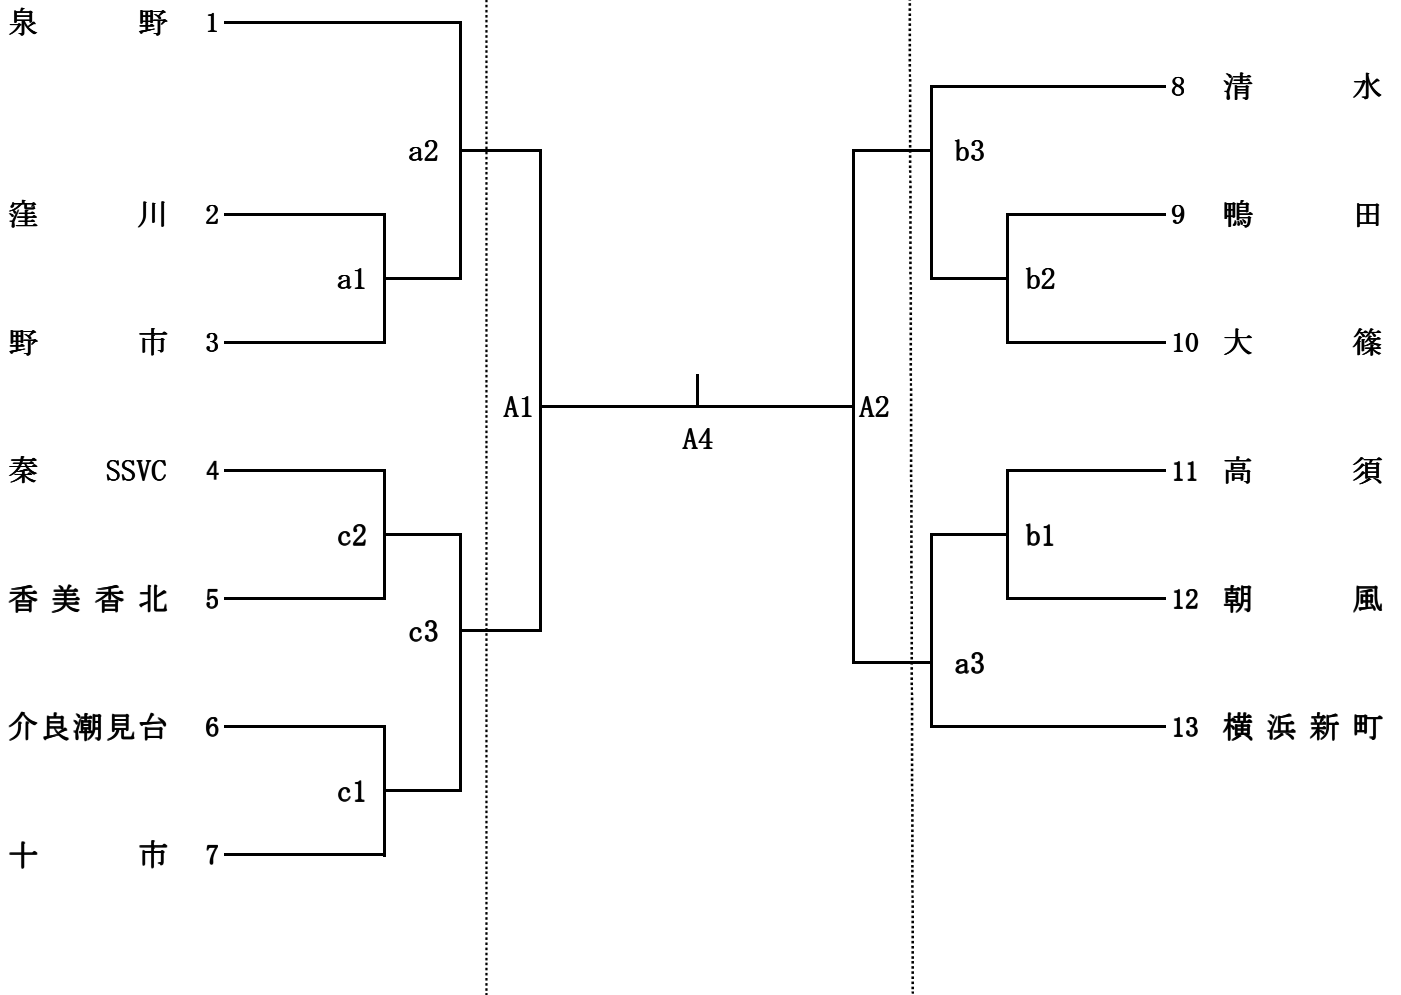 泉野 1
8 清水
a2
b3
窪川 2
9 鴨田
a1
b2
野市 3
10 大篠
A1
A2
A4
秦 SSVC 4
11 高須
c2
b1
香美香北 5
12 朝風
c3
a3
介良潮見台 6
13 横浜新町
c1
十市 7